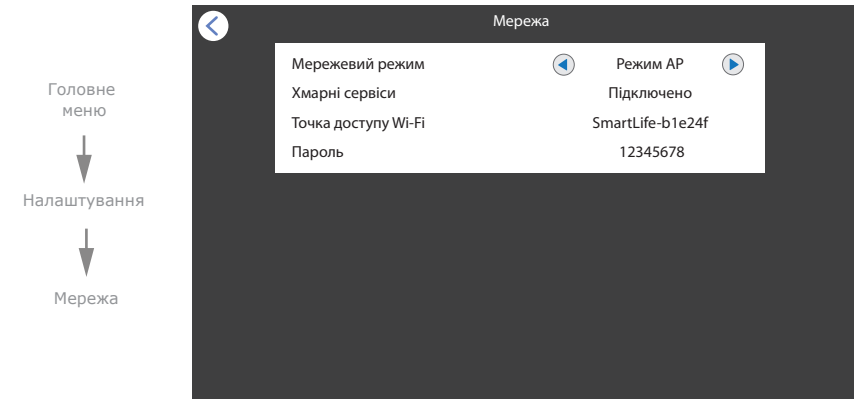 Головне
меню
Налаштування
Мережа
Мережа
Мережевий режим Режим AP
Хмарні сервіси Підключено
Точка доступу Wi-Fi SmartLife-b1e24f
Пароль 12345678